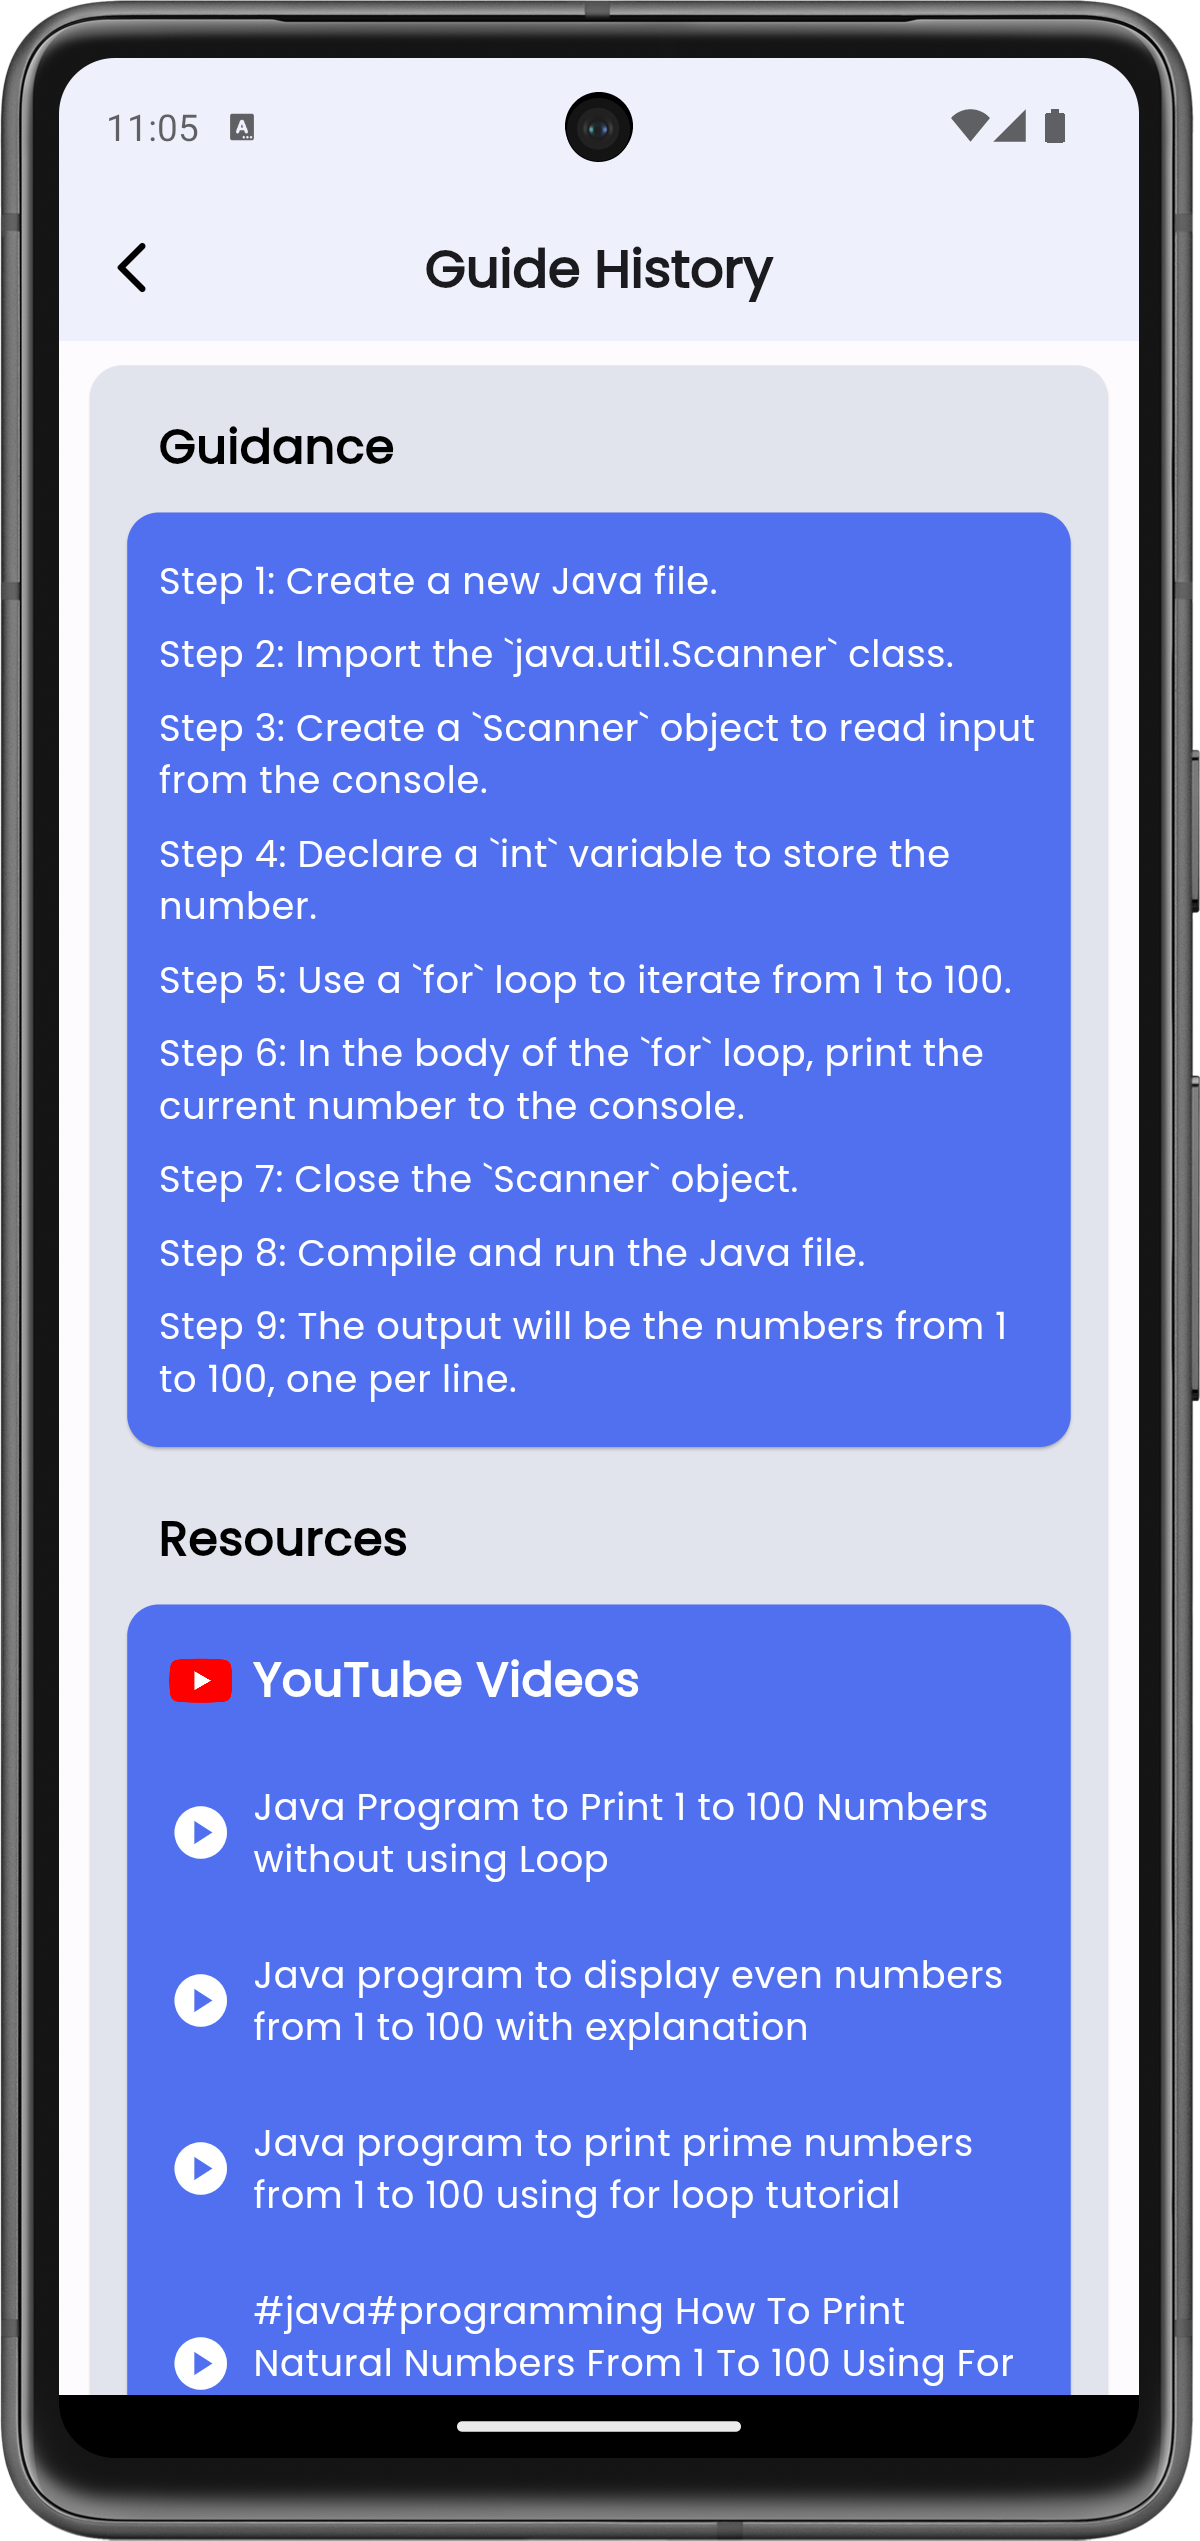 11:05
A
Guide History
Guidance
Step 1: Create a new Java file.
Step 2: Import the `java.util.Scanner` class.
Step 3: Create a `Scanner` object to read input
from the console.
Step 4: Declare a `int` variable to store the
number.
Step 5: Use a `for` loop to iterate from 1 to 100.
Step 6: In the body of the `for` loop, print the
current number to the console.
Step 7: Close the `Scanner` object.
Step 8: Compile and run the Java file.
Step 9: The output will be the numbers from 1
to 100, one per line.
Resources
YouTube Videos
Java Program to Print 1 to 100 Numbers
without using Loop
Java program to display even numbers
from 1 to 100 with explanation
Java program to print prime numbers
from 1 to 100 using for loop tutorial
#java#programming How To Print
Natural Numbers From 1 To 100 Using For